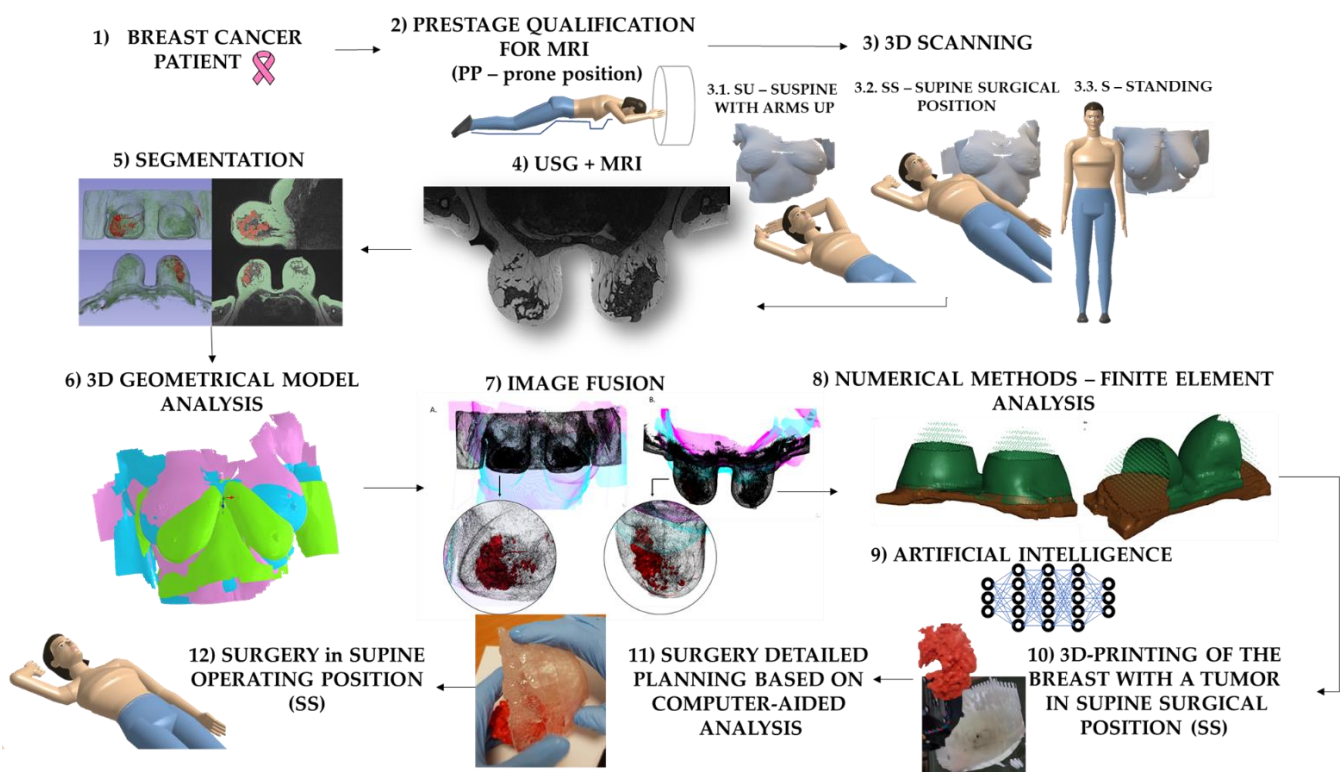 1) BREAST CANCER
PATIENT
2) PRESTAGE QUALIFICATION
FOR MRI
(PP – prone position)
3) 3D SCANNING
3.1. SU – SUSPINE
WITH ARMS UP
3.2. SS – SUPINE SURGICAL
POSITION
3.3. S – STANDING
4) USG + MRI
5) SEGMENTATION
6) 3D GEOMETRICAL MODEL
ANALYSIS
7) IMAGE FUSION
A.
B.
8) NUMERICAL METHODS – FINITE ELEMENT
ANALYSIS
9) ARTIFICIAL INTELLIGENCE
10) 3D-PRINTING OF THE
BREAST WITH A TUMOR
IN SUPINE SURGICAL
POSITION (SS)
11) SURGERY DETAILED
PLANNING BASED ON
COMPUTER-AIDED
ANALYSIS
12) SURGERY in SUPINE
OPERATING POSITION
(SS)